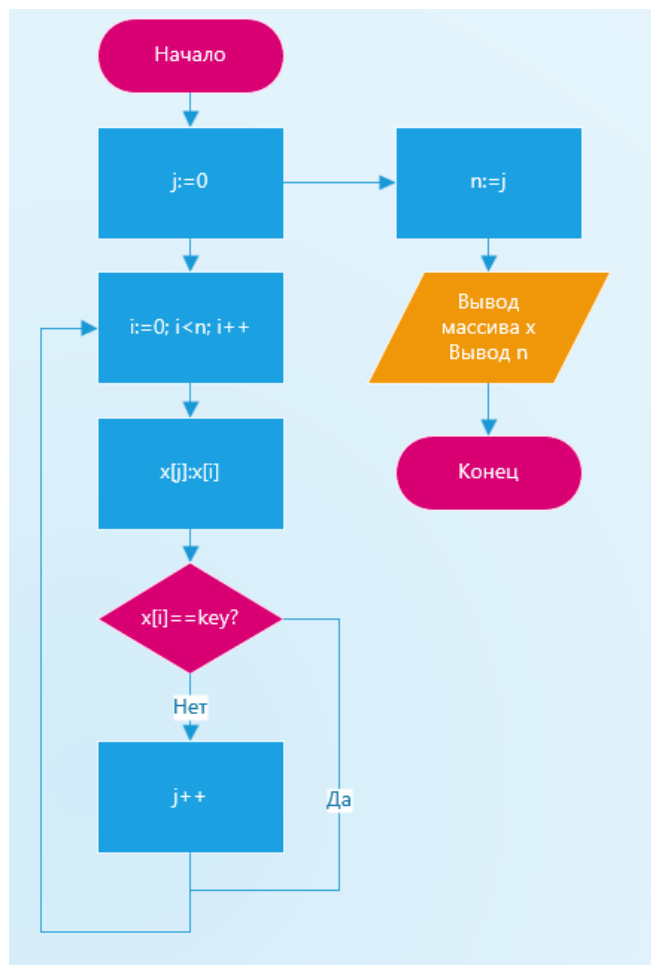 Начало
j:=0
n:=j
i:=0; i<n; i++
Вывод
массива x
Вывод n
x[j]:x[i]
Конец
x[i]==key?
Нет
j++
Да